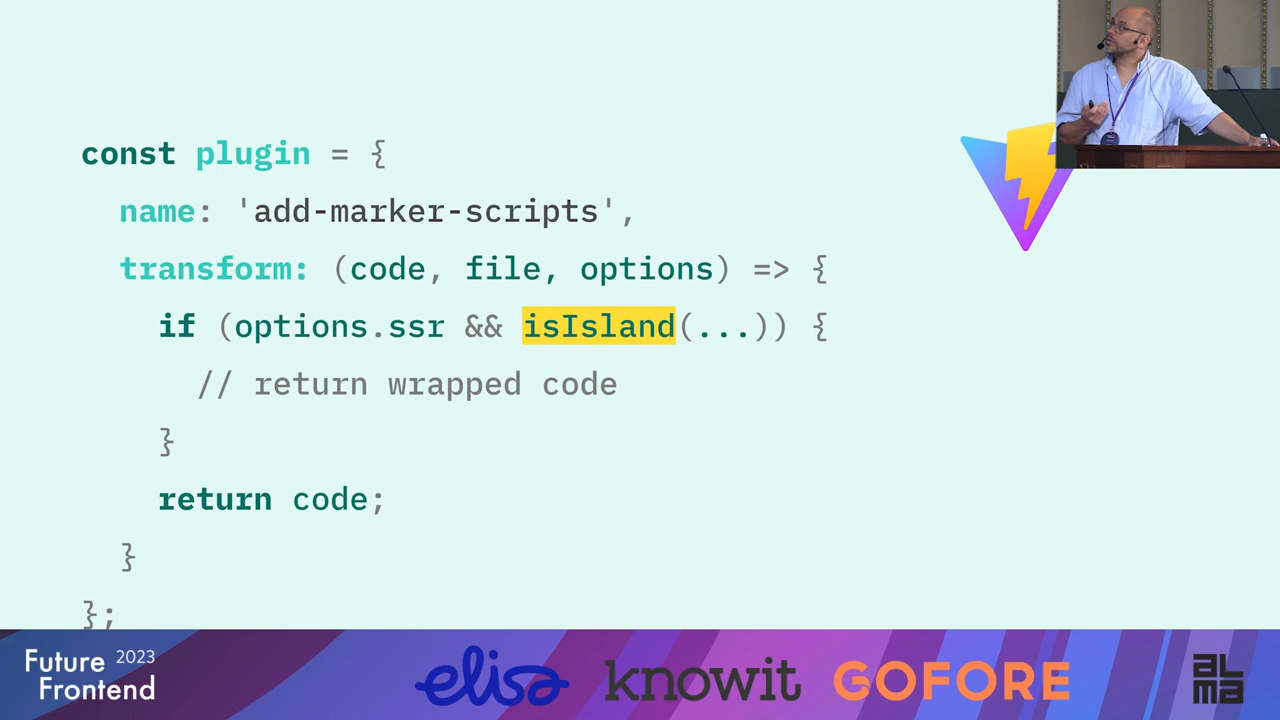 const plugin = {
name: 'add-marker-scripts',
transform: (code, file, options) => {
if (options.ssr && isIsland(...)) {
// return wrapped code
}
return code;
}
};
Future 2023
Frontend
elisa
knowit
GOFORE
ALMA